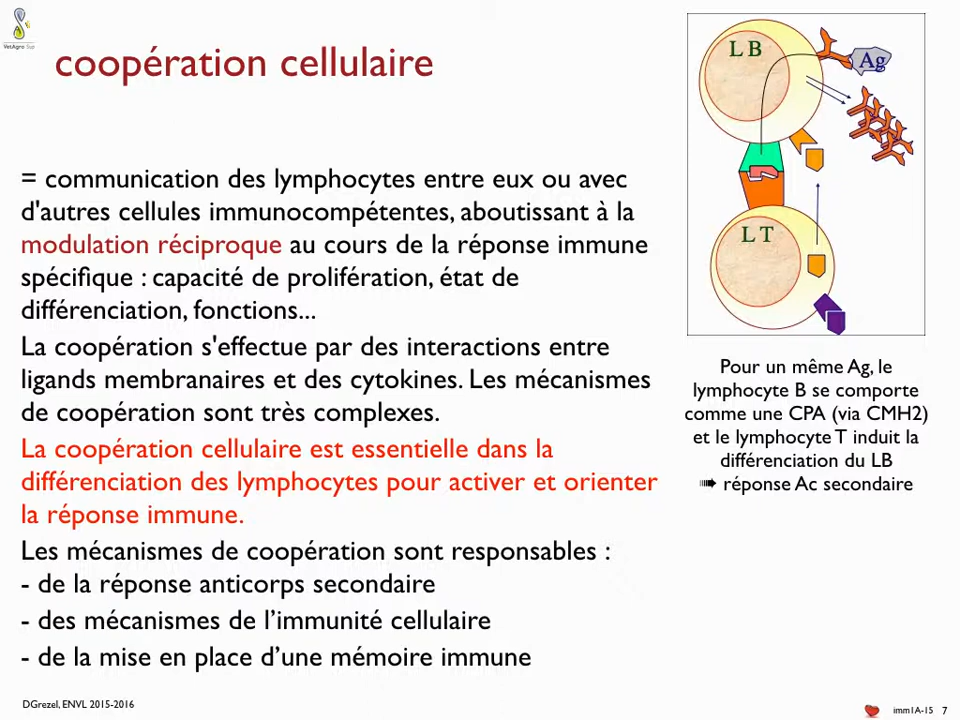 VetAgro Sup
coopération cellulaire
= communication des lymphocytes entre eux ou avec
d'autres cellules immunocompétentes, aboutissant à la
modulation réciproque au cours de la réponse immune
spécifique : capacité de prolifération, état de
différenciation, fonctions...
La coopération s'effectue par des interactions entre
ligands membranaires et des cytokines. Les mécanismes
de coopération sont très complexes.
La coopération cellulaire est essentielle dans la
différenciation des lymphocytes pour activer et orienter
la réponse immune.
Les mécanismes de coopération sont responsables :
- de la réponse anticorps secondaire
- des mécanismes de l’immunité cellulaire
- de la mise en place d’une mémoire immune
L B
Ag
L T
Pour un même Ag, le
lymphocyte B se comporte
comme une CPA (via CMH2)
et le lymphocyte T induit la
différenciation du LB
➠ réponse Ac secondaire
DGrezel, ENVL 2015-2016
imm1A-15 7